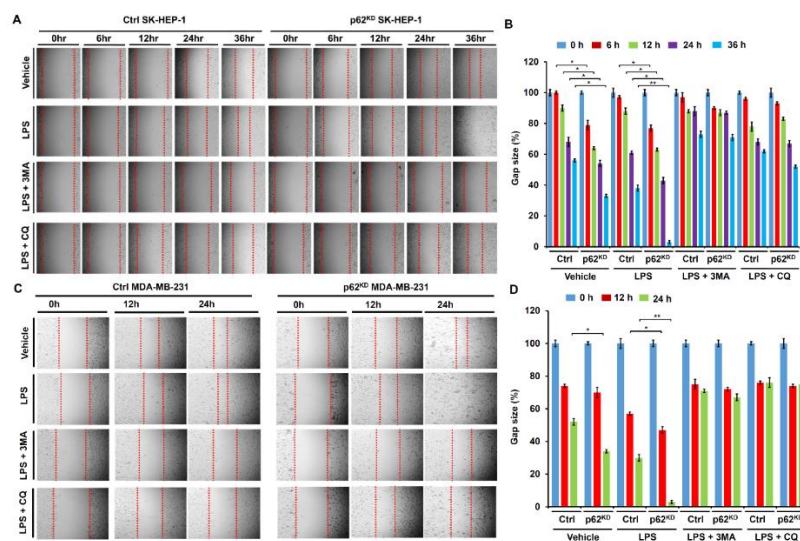 A
Ctrl SK-HEP-1
p62KD SK-HEP-1
0hr 6hr 12hr 24hr 36hr 0hr 6hr 12hr 24hr 36hr
Vehicle
LPS
LPS + 3MA
LPS + CQ
B
0 h 6 h 12 h 24 h 36 h
Gap size (%)
120
100
80
60
40
20
0
* * * *
* * * **
Ctrl p62KD Ctrl p62KD Ctrl p62KD Ctrl p62KD
Vehicle LPS LPS + 3MA LPS + CQ
C
Ctrl MDA-MB-231
p62KD MDA-MB-231
0h 12h 24h 0h 12h 24h
Vehicle
LPS
LPS + 3MA
LPS + CQ
D
0 h 12 h 24 h
Gap size (%)
120
100
80
60
40
20
0
*
** *
Ctrl p62KD Ctrl p62KD Ctrl p62KD Ctrl p62KD
Vehicle LPS LPS + 3MA LPS + CQ